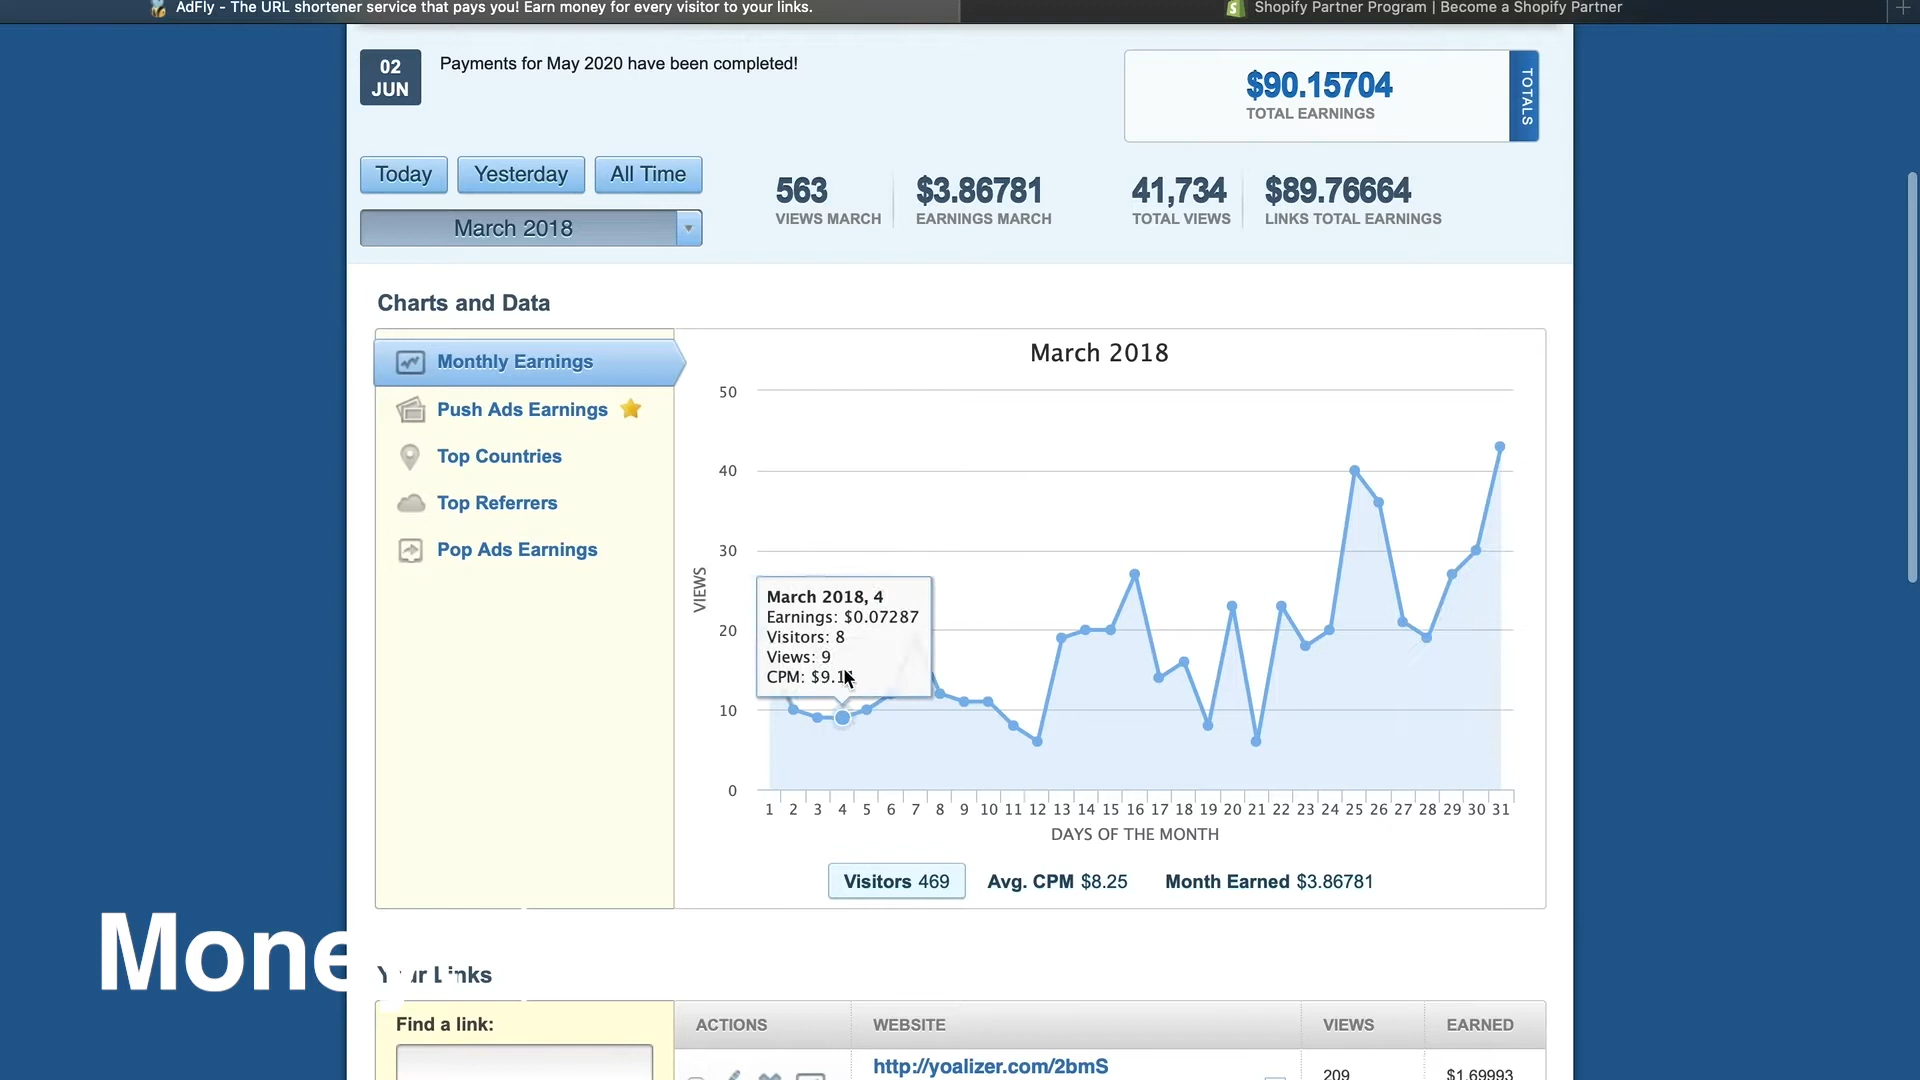 AdFly - The URL shortener service that pays you! Earn money for every visitor to your links.
Shopify Partner Program | Become a Shopify Partner
02
JUN
Payments for May 2020 have been completed!
$90.15704
TOTAL EARNINGS
TOTALS
Today
Yesterday
All Time
March 2018
563
VIEWS MARCH
$3.86781
EARNINGS MARCH
41,734
TOTAL VIEWS
$89.76664
LINKS TOTAL EARNINGS
Charts and Data
Monthly Earnings
Push Ads Earnings
Top Countries
Top Referrers
Pop Ads Earnings
March 2018
50
40
30
20
10
0
VIEWS
March 2018, 4
Earnings: $0.07287
Visitors: 8
Views: 9
CPM:
1 2 3 4 5 6 7 8 9 10 11 12 13 14 15 16 17 18 19 20 21 22 23 24 25 26 27 28 29 30 31
DAYS OF THE MONTH
Visitors 469
Avg. CPM $8.25
Month Earned $3.86781
Your Links
Find a link:
ACTIONS
WEBSITE
VIEWS
EARNED
http://yoalizer.com/2bmS
209
$1.69993